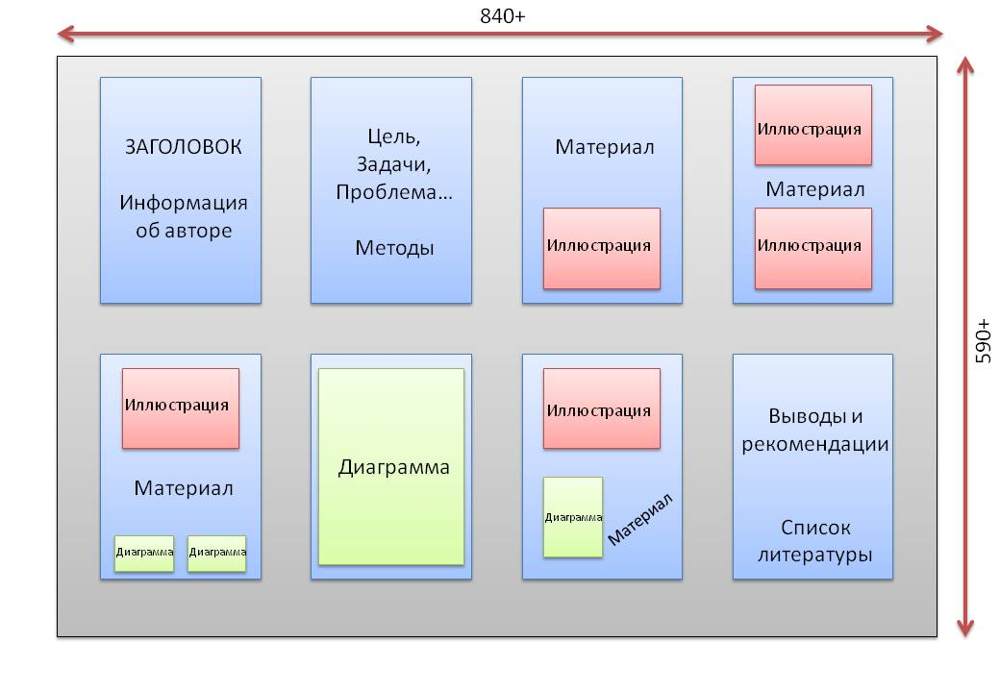 840+
ЗАГОЛОВОК
Информация
об авторе
Цель,
Задачи,
Проблема...
Методы
Материал
Иллюстрация
Иллюстрация
Материал
Иллюстрация
590+
Иллюстрация
Материал
Диаграмма
Диаграмма
Диаграмма
Иллюстрация
Диаграмма
Материал
Выводы и
рекомендации
Список
литературы